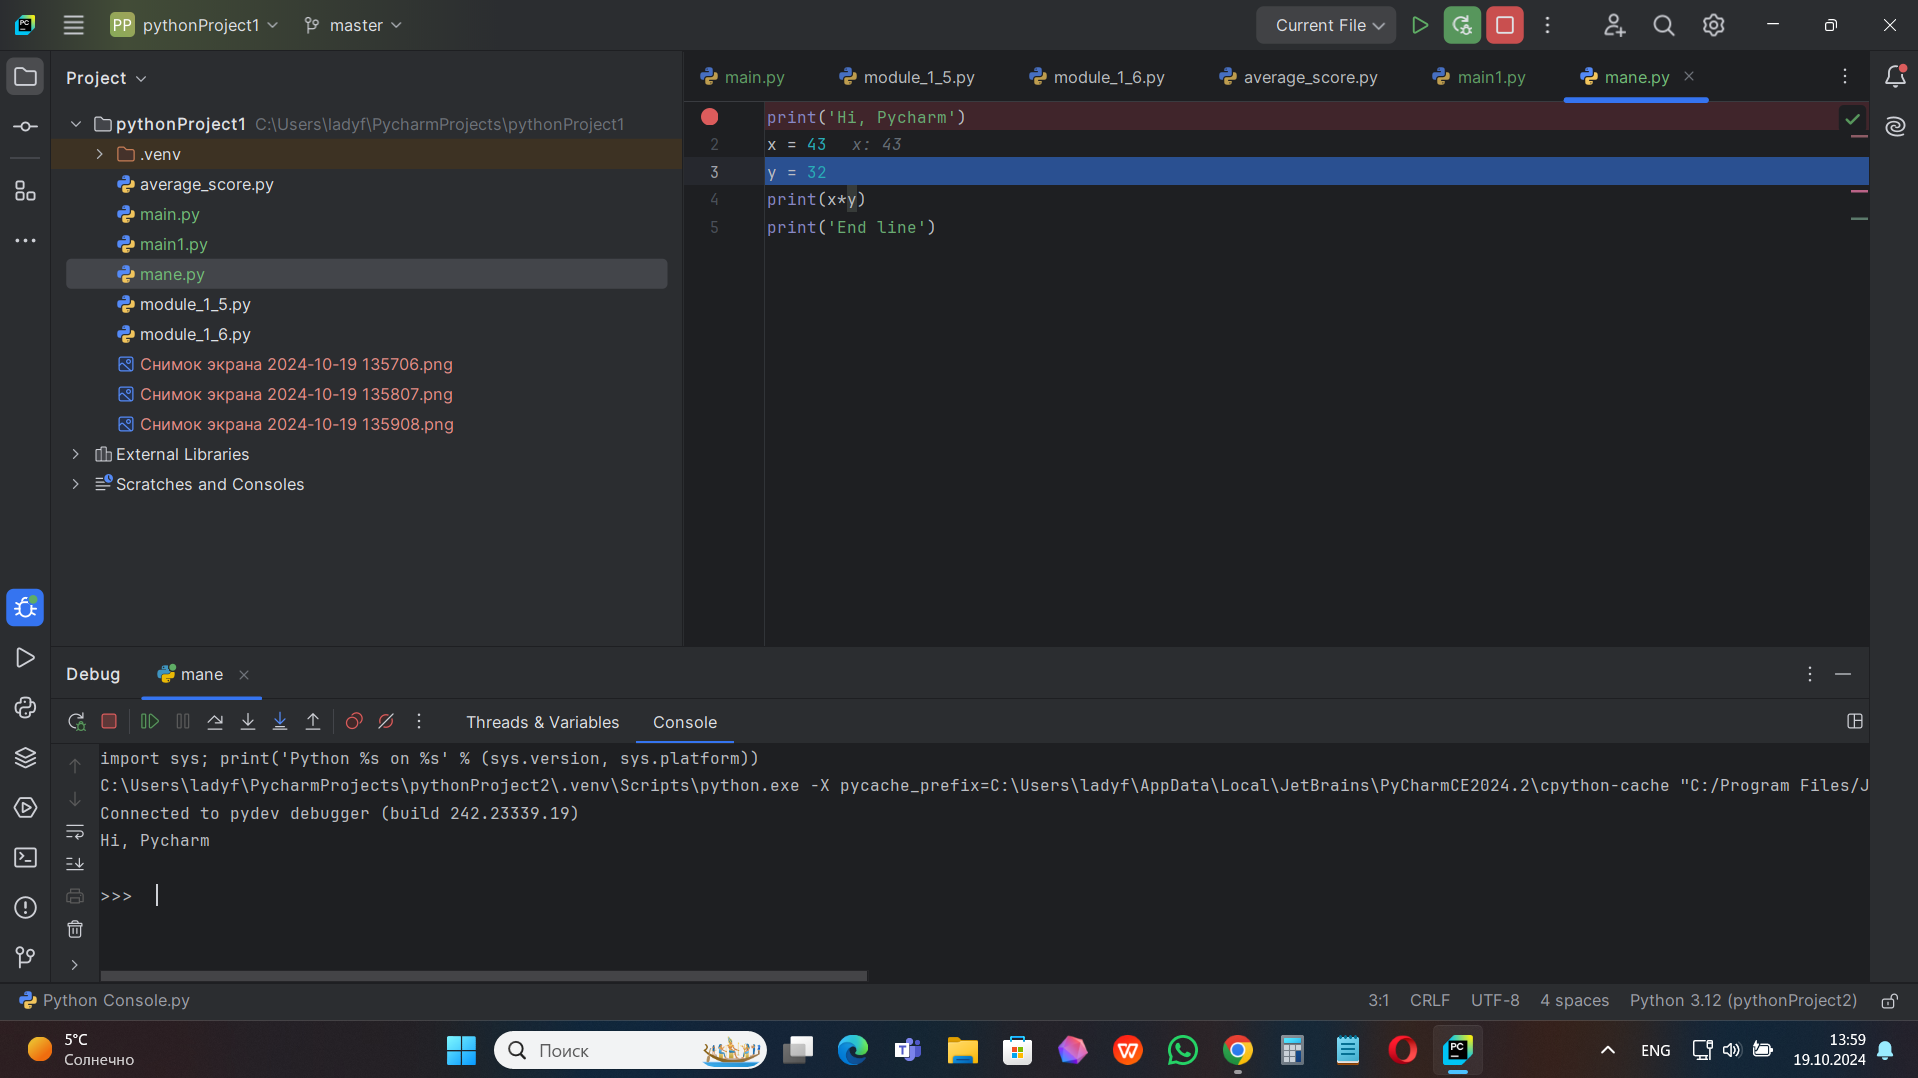 PP pythonProject1 master Current File
Project
main.py module_1_5.py module_1_6.py average_score.py main1.py mane.py
pythonProject1 C:\Users\ladyf\PycharmProjects\pythonProject1
.venv
average_score.py
main.py
main1.py
mane.py
module_1_5.py
module_1_6.py
Снимок экрана 2024-10-19 135706.png
Снимок экрана 2024-10-19 135807.png
Снимок экрана 2024-10-19 135908.png
External Libraries
Scratches and Consoles
print('Hi, Pycharm')
2 x = 43 x: 43
3 y = 32
4 print(x*y)
5 print('End line')
Debug mane
Threads & Variables Console
import sys; print('Python %s on %s' % (sys.version, sys.platform))
C:\Users\ladyf\PycharmProjects\pythonProject2\.venv\Scripts\python.exe -X pycache_prefix=C:\Users\ladyf\AppData\Local\JetBrains\PyCharmCE2024.2\cpython-cache "C:/Program Files/J
Connected to pydev debugger (build 242.23339.19)
Hi, Pycharm
>>>
Python Console.py 3:1 CRLF UTF-8 4 spaces Python 3.12 (pythonProject2)
5°C
Солнечно
Поиск
ENG
13:59
19.10.2024